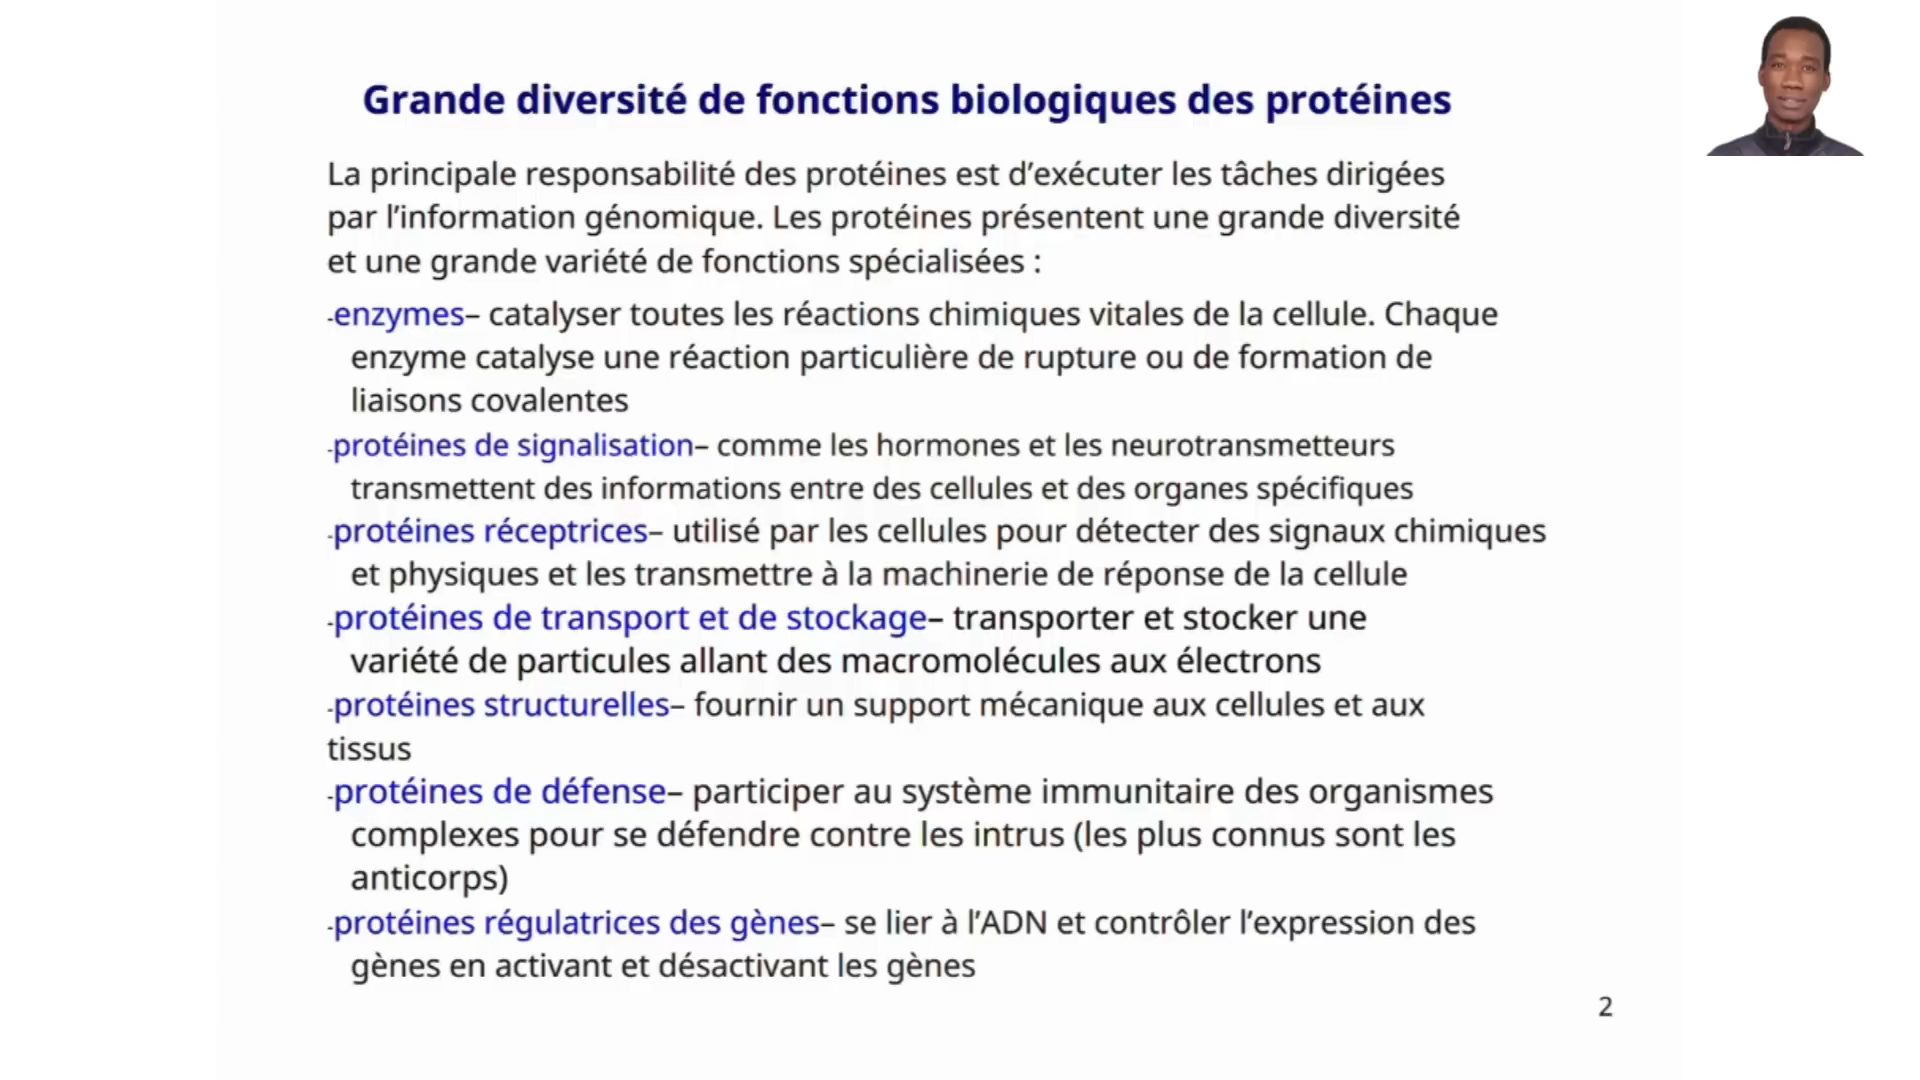 Grande diversité de fonctions biologiques des protéines
La principale responsabilité des protéines est d’exécuter les tâches dirigées
par l’information génomique. Les protéines présentent une grande diversité
et une grande variété de fonctions spécialisées :
-enzymes– catalyser toutes les réactions chimiques vitales de la cellule. Chaque
enzyme catalyse une réaction particulière de rupture ou de formation de
liaisons covalentes
-protéines de signalisation– comme les hormones et les neurotransmetteurs
transmettent des informations entre des cellules et des organes spécifiques
-protéines réceptrices– utilisé par les cellules pour détecter des signaux chimiques
et physiques et les transmettre à la machinerie de réponse de la cellule
-protéines de transport et de stockage– transporter et stocker une
variété de particules allant des macromolécules aux électrons
-protéines structurelles– fournir un support mécanique aux cellules et aux
tissus
-protéines de défense– participer au système immunitaire des organismes
complexes pour se défendre contre les intrus (les plus connus sont les
anticorps)
-protéines régulatrices des gènes– se lier à l’ADN et contrôler l’expression des
gènes en activant et désactivant les gènes
2